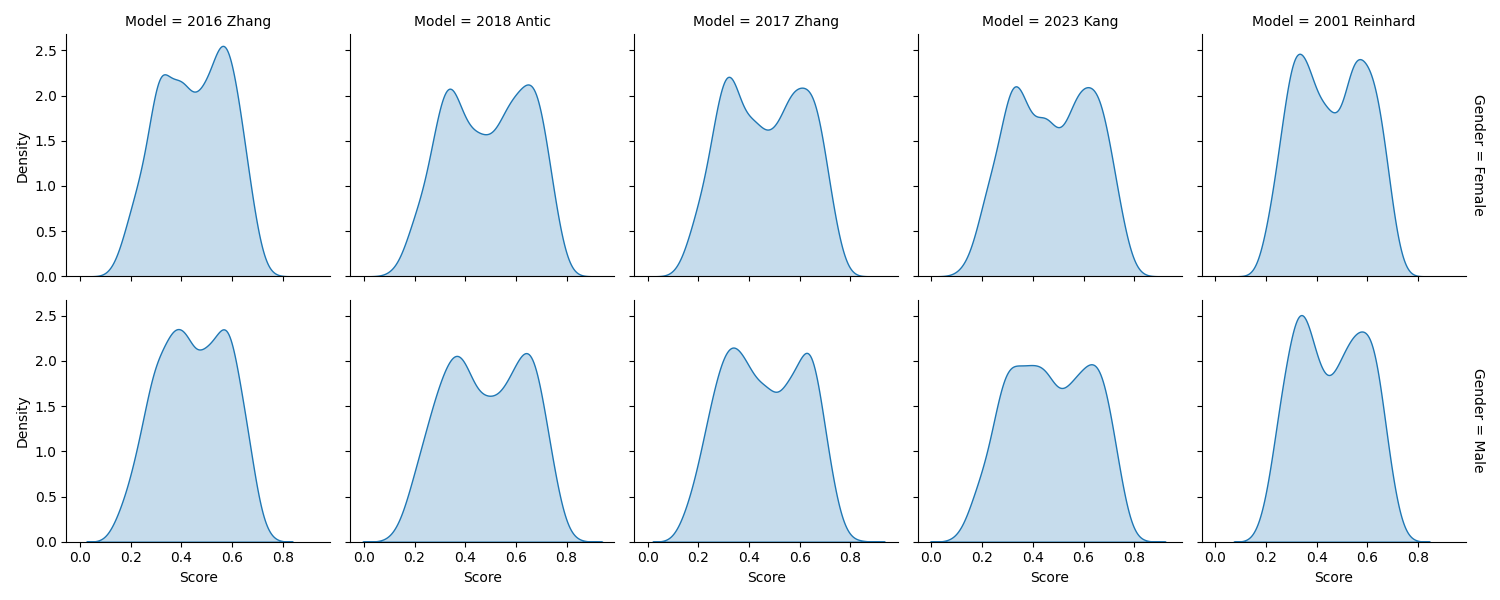 Model = 2016 Zhang
Model = 2018 Antic
Model = 2017 Zhang
Model = 2023 Kang
Model = 2001 Reinhard
2.5
2.0
1.5
1.0
0.5
0.0
Density
Gender = Female
2.5
2.0
1.5
1.0
0.5
0.0
Density
Gender = Male
0.0 0.2 0.4 0.6 0.8
0.0 0.2 0.4 0.6 0.8
0.0 0.2 0.4 0.6 0.8
0.0 0.2 0.4 0.6 0.8
0.0 0.2 0.4 0.6 0.8
Score
Score
Score
Score
Score